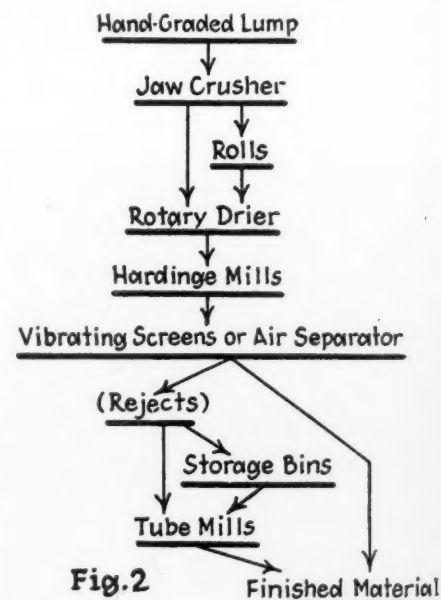 Hand-Graded Lump
Jaw Crusher
Rolls
Rotary Drier
Hardinge Mills
Vibrating Screens or Air Separator
(Rejects)
Storage Bins
Tube Mills
Fig.2
Finished Material